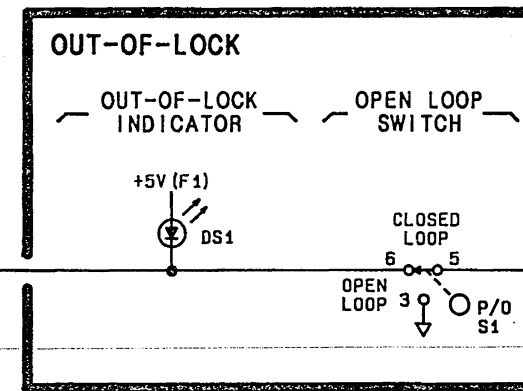 OUT-OF-LOCK
OUT-OF-LOCK
INDICATOR
OPEN LOOP
SWITCH
+5V (F1)
DS1
CLOSED
LOOP
6
5
OPEN
LOOP
3
P/O
S1